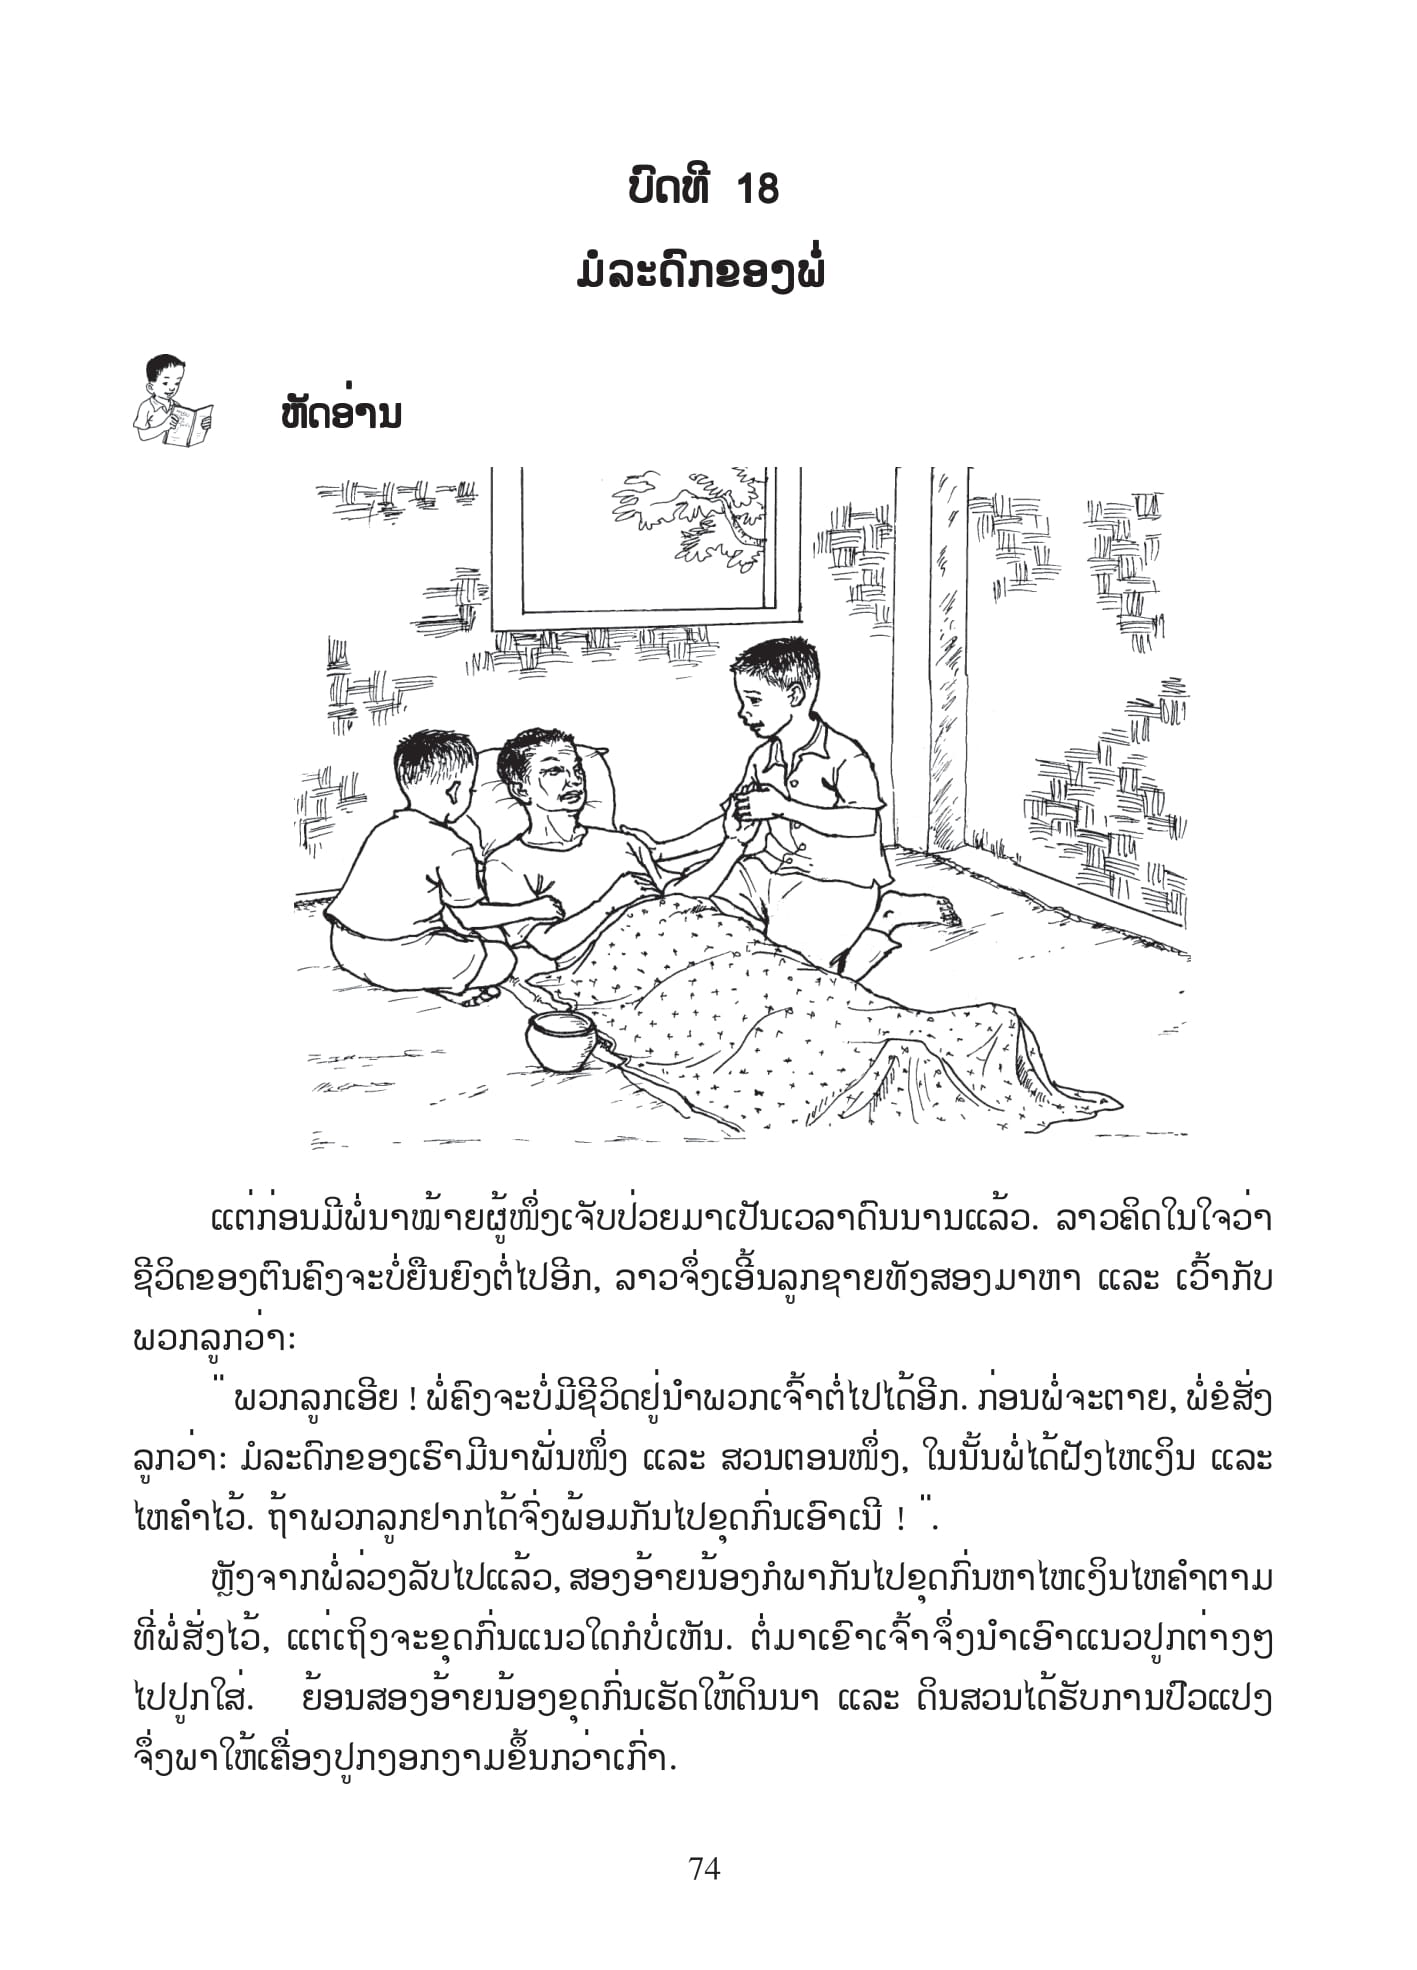 ບົດທີ 18
ມໍລະດົກຂອງພໍ່
ຫັດອ່ານ
ແຕ່ກ່ອນມີພໍ່ນາໝ້າຍຜູ້ໜຶ່ງເຈັບປ່ວຍມາເປັນເວລາດົນນານແລ້ວ. ລາວຄິດໃນໃຈວ່າ
ຊີວິດຂອງຕົນຄົງຈະບໍ່ຍືນຍົງຕໍ່ໄປອີກ, ລາວຈຶ່ງເອີ້ນລູກຊາຍທັງສອງມາຫາ ແລະ ເວົ້າກັບ
ພວກລູກວ່າ:
" ພວກລູກເອີຍ ! ພໍ່ຄົງຈະບໍ່ມີຊີວິດຢູ່ນຳພວກເຈົ້າຕໍ່ໄປໄດ້ອີກ. ກ່ອນພໍ່ຈະຕາຍ, ພໍ່ຂໍສັ່ງ
ລູກວ່າ: ມໍລະດົກຂອງເຮົາມີນາພັ່ນໜຶ່ງ ແລະ ສວນຕອນໜຶ່ງ, ໃນນັ້ນພໍ່ໄດ້ຝັງໄຫເງິນ ແລະ
ໄຫຄຳໄວ້. ຖ້າພວກລູກຢາກໄດ້ຈົ່ງພ້ອມກັນໄປຂຸດກົ່ນເອົາເນີ ! ".
ຫຼັງຈາກພໍ່ລ່ວງລັບໄປແລ້ວ, ສອງອ້າຍນ້ອງກໍພາກັນໄປຂຸດກົ່ນຫາໄຫເງິນໄຫຄຳຕາມ
ທີ່ພໍ່ສັ່ງໄວ້, ແຕ່ເຖິງຈະຂຸດກົ່ນແນວໃດກໍບໍ່ເຫັນ. ຕໍ່ມາເຂົາເຈົ້າຈຶ່ງນຳເອົາແນວປູກຕ່າງໆ
ໄປປູກໃສ່. ຍ້ອນສອງອ້າຍນ້ອງຂຸດກົ່ນເຮັດໃຫ້ດິນນາ ແລະ ດິນສວນໄດ້ຮັບການປົວແປງ
ຈຶ່ງພາໃຫ້ເຄື່ອງປູກງອກງາມຂຶ້ນກວ່າເກົ່າ.
74